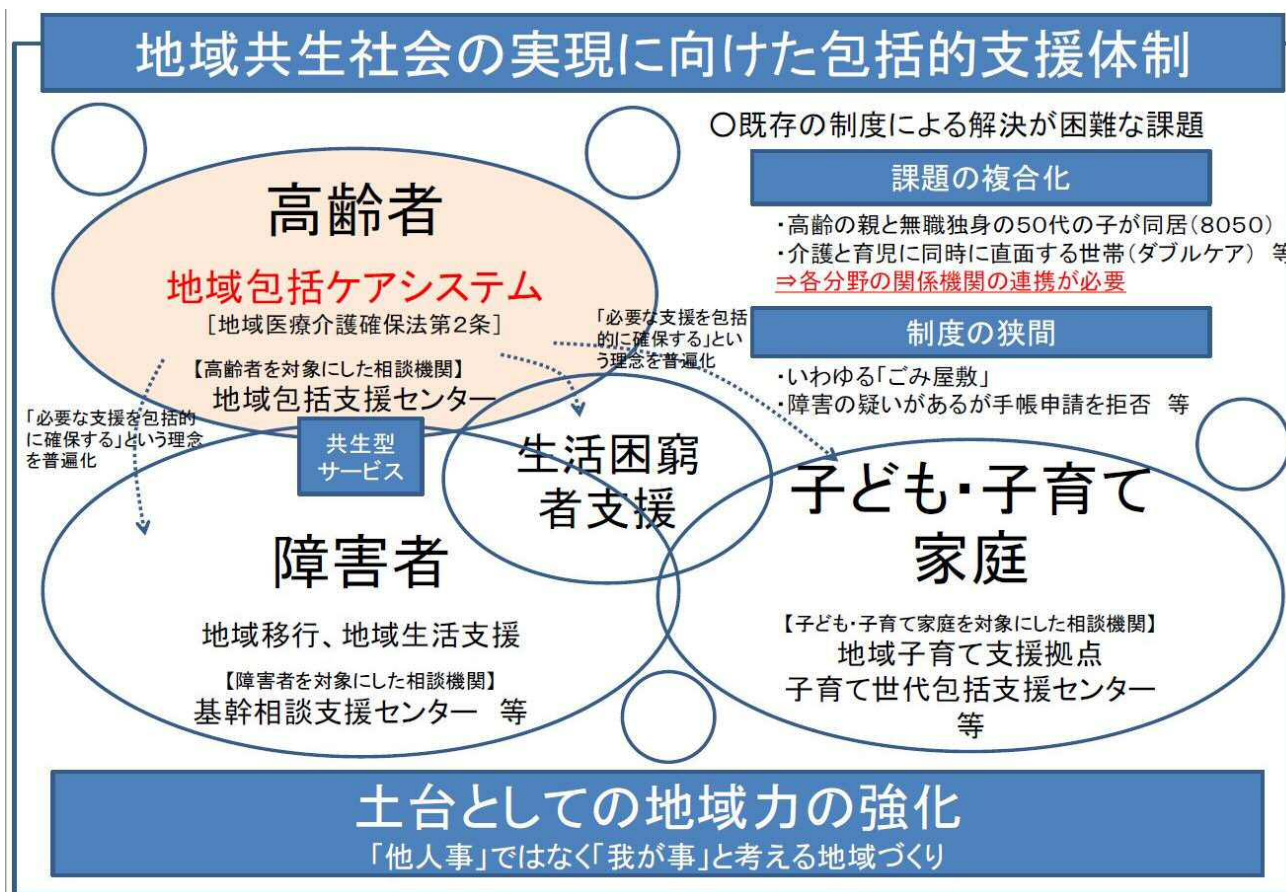 地域共生社会の実現に向けた包括的支援体制
〇既存の制度による解決が困難な課題
課題の複合化
・高齢の親と無職独身の50代の子が同居(8050)
・介護と育児に同時に直面する世帯(ダブルケア) 等
⇒各分野の関係機関の連携が必要
制度の狭間
・いわゆる「ごみ屋敷」
・障害の疑いがあるが手帳申請を拒否 等
高齢者
地域包括ケアシステム
[地域医療介護確保法第2条]
【高齢者を対象にした相談機関】
地域包括支援センター
「必要な支援を包括
的に確保する」とい
う理念を普遍化
「必要な支援を包括的
に確保する」という理念
を普遍化
共生型
サービス
生活困窮
者支援
障害者
地域移行、地域生活支援
【障害者を対象にした相談機関】
基幹相談支援センター 等
子ども・子育て
家庭
【子ども・子育て家庭を対象にした相談機関】
地域子育て支援拠点
子育て世代包括支援センター
等
土台としての地域力の強化
「他人事」ではなく「我が事」と考える地域づくり